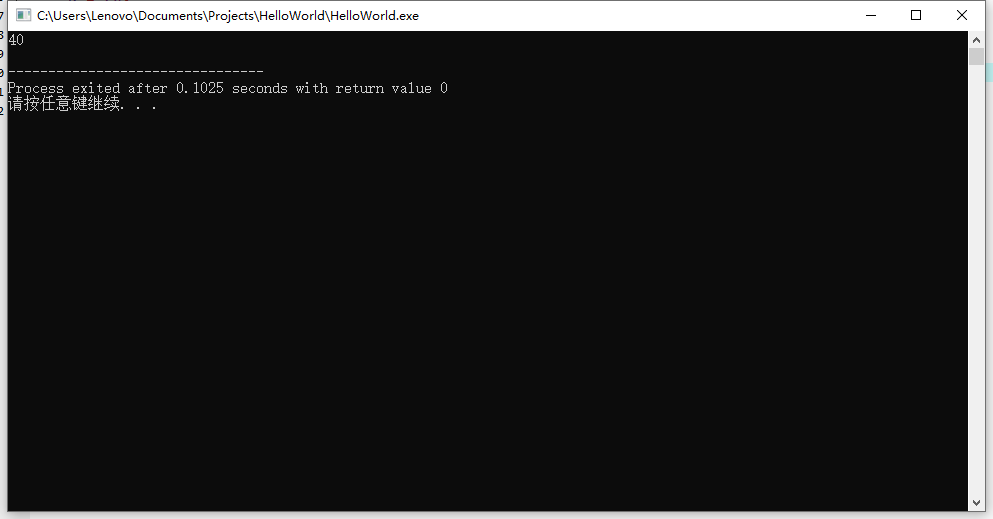 C:\Users\Lenovo\Documents\Projects\HelloWorld\HelloWorld.exe
40
--------------------------------
Process exited after 0.1025 seconds with return value 0
请按任意键继续. . .